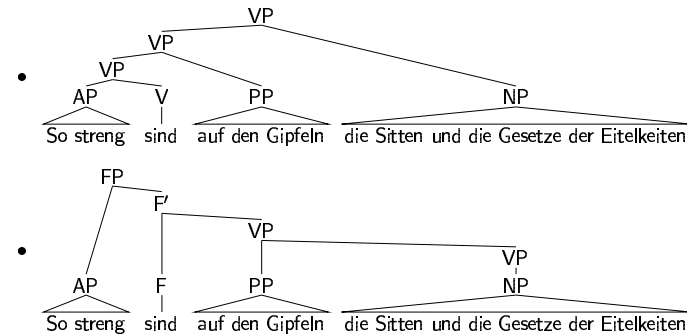 VP
VP
VP
AP V PP NP
So streng sind auf den Gipfeln die Sitten und die Gesetze der Eitelkeiten
FP
F′
VP
VP
AP F PP NP
So streng sind auf den Gipfeln die Sitten und die Gesetze der Eitelkeiten